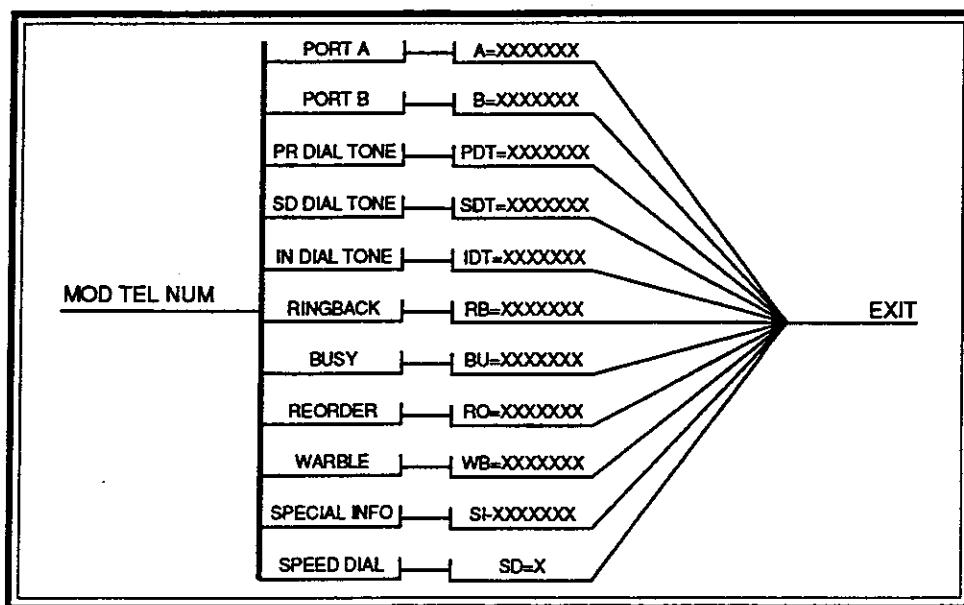 PORT A A=XXXXXXX
PORT B B=XXXXXXX
PR DIAL TONE PDT=XXXXXXX
SD DIAL TONE SDT=XXXXXXX
IN DIAL TONE IDT=XXXXXXX
MOD TEL NUM RINGBACK RB=XXXXXXX EXIT
BUSY BU=XXXXXXX
REORDER RO=XXXXXXX
WARBLE WB=XXXXXXX
SPECIAL INFO SI-XXXXXXX
SPEED DIAL SD=X